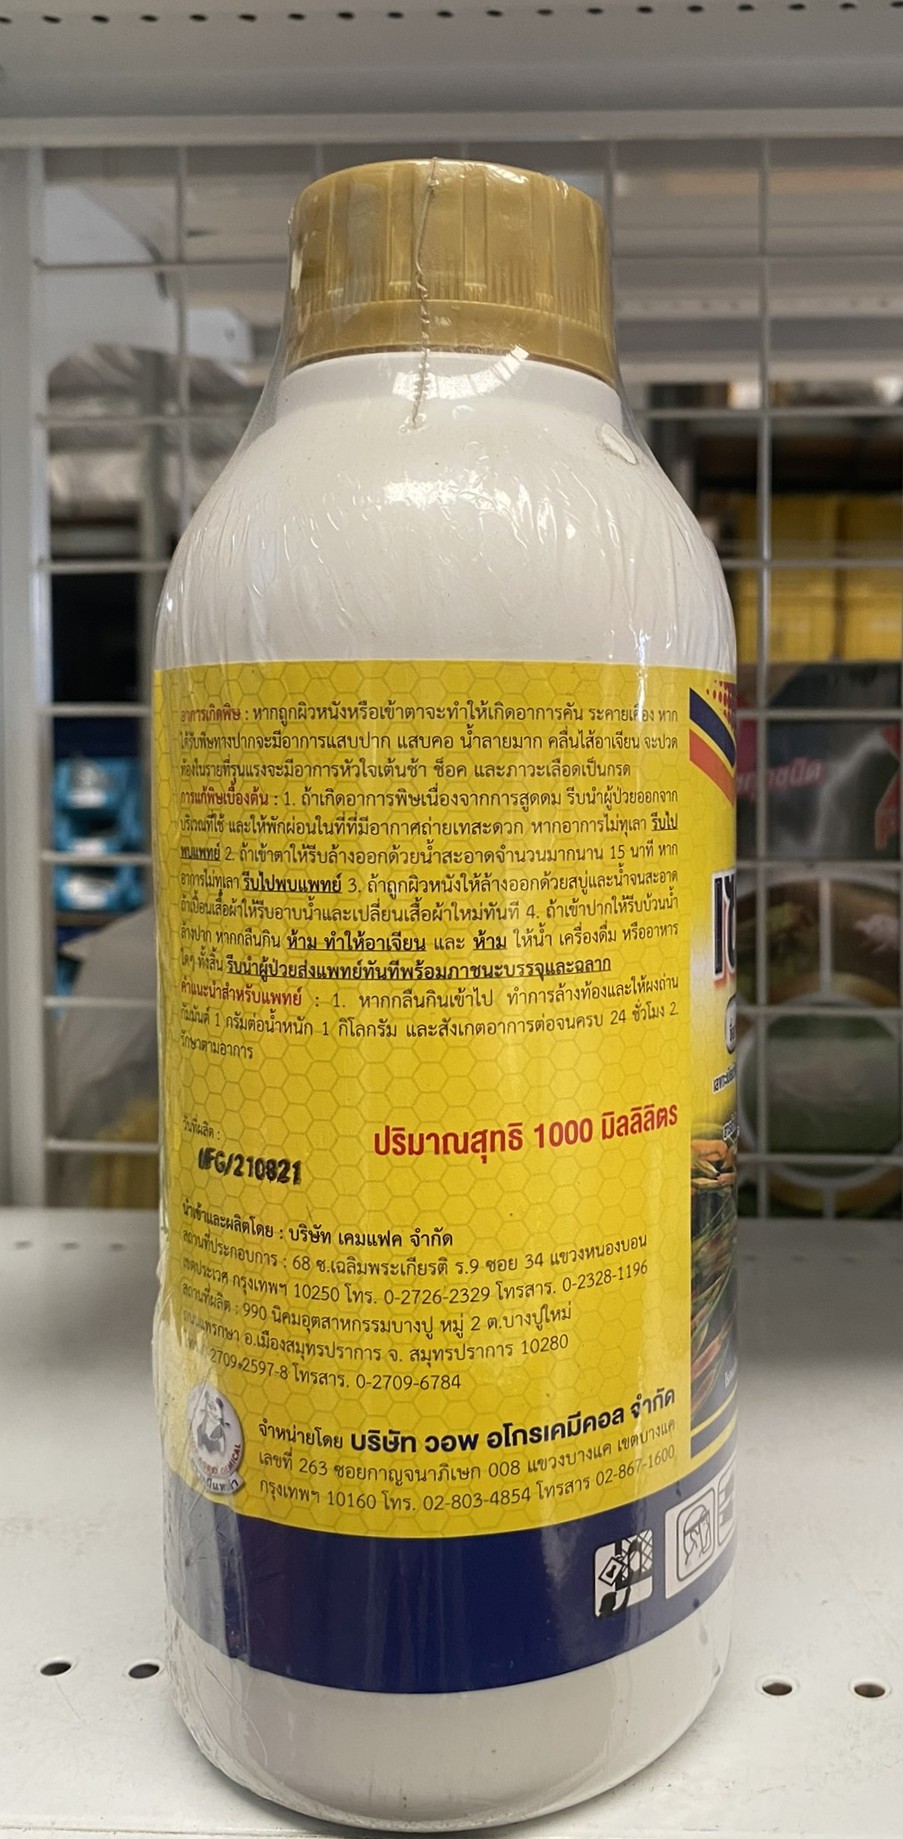 อาการเกิดพิษ : หากถูกผิวหนังหรือเข้าตาจะทำให้เกิดอาการคัน ระคายเคือง หาก
ได้รับพิษทางปากจะมีอาการแสบปาก แสบคอ น้ำลายมาก คลื่นไส้อาเจียน จะปวด
ท้องในรายที่รุนแรงจะมีอาการหัวใจเต้นช้า ช็อค และภาวะเลือดเป็นกรด
การแก้พิษเบื้องต้น : 1. ถ้าเกิดอาการพิษเนื่องจากการสูดดม รีบนำผู้ป่วยออกจาก
บริเวณที่ใช้ และให้พักผ่อนในที่ที่มีอากาศถ่ายเทสะดวก หากอาการไม่ทุเลา รีบไป
พบแพทย์ 2. ถ้าเข้าตาให้รีบล้างออกด้วยน้ำสะอาดจำนวนมากนาน 15 นาที หาก
อาการไม่ทุเลา รีบไปพบแพทย์ 3. ถ้าถูกผิวหนังให้ล้างออกด้วยสบู่และน้ำจนสะอาด
ถ้าเปื้อนเสื้อผ้าให้รีบอาบน้ำและเปลี่ยนเสื้อผ้าใหม่ทันที 4. ถ้าเข้าปากให้รีบบ้วนน้ำ
ล้างปาก หากกลืนกิน ห้าม ทำให้อาเจียน และ ห้าม ให้น้ำ เครื่องดื่ม หรืออาหาร
ใดๆ ทั้งสิ้น รีบนำผู้ป่วยส่งแพทย์ทันทีพร้อมภาชนะบรรจุและฉลาก
คำแนะนำสำหรับแพทย์ : 1. หากกลืนกินเข้าไป ทำการล้างท้องและให้ผงถ่าน
กัมมันต์ 1 กรัมต่อน้ำหนัก 1 กิโลกรัม และสังเกตอาการต่อจนครบ 24 ชั่วโมง 2.
รักษาตามอาการ
วันที่ผลิต :
MFG/210821
ปริมาณสุทธิ 1000 มิลลิลิตร
นำเข้าและผลิตโดย : บริษัท เคมแฟค จำกัด
สถานที่ประกอบการ : 68 ซ.เฉลิมพระเกียรติ ร.9 ซอย 34 แขวงหนองบอน
เขตประเวศ กรุงเทพฯ 10250 โทร. 0-2726-2329 โทรสาร. 0-2328-1196
สถานที่ผลิต : 990 นิคมอุตสาหกรรมบางปู หมู่ 2 ต.บางปูใหม่
ถนนแพรกษา อ.เมืองสมุทรปราการ จ. สมุทรปราการ 10280
2709-2597-8 โทรสาร. 0-2709-6784
จำหน่ายโดย บริษัท วอพ อโกรเคมีคอล จำกัด
เลขที่ 263 ซอยกาญจนาภิเษก 008 แขวงบางแค เขตบางแค
กรุงเทพฯ 10160 โทร. 02-803-4854 โทรสาร 02-867-1600